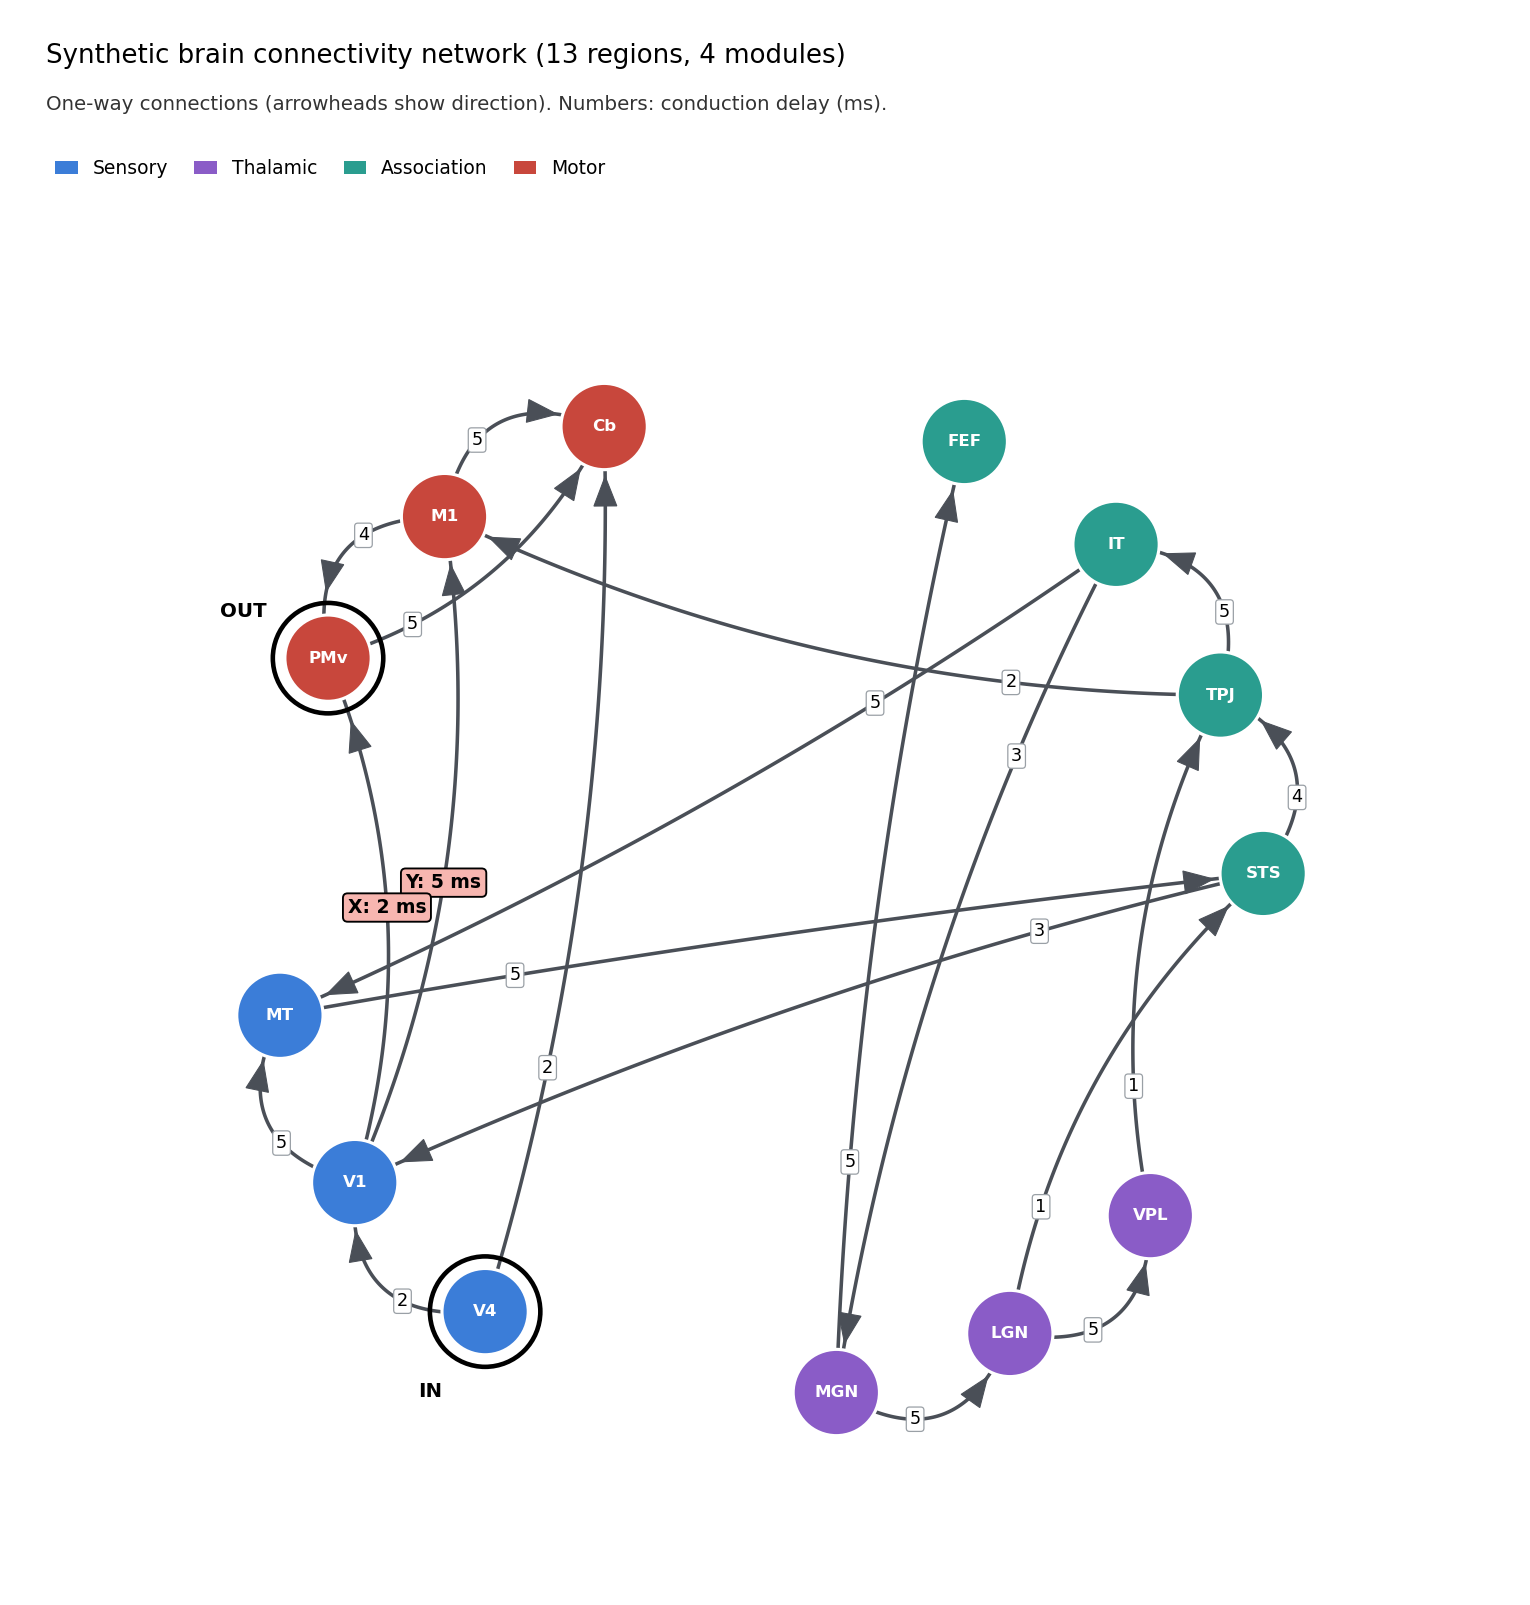 Synthetic brain connectivity network (13 regions, 4 modules)
One-way connections (arrowheads show direction). Numbers: conduction delay (ms).
Sensory Thalamic Association Motor
Cb
FEF
5
M1
4
IT
OUT
5
5
PMv
2
TPJ
5
3
4
STS
Y: 5 ms
X: 2 ms
3
5
MT
2
1
5
5
V1
1
VPL
2
V4
5
LGN
IN
MGN
5